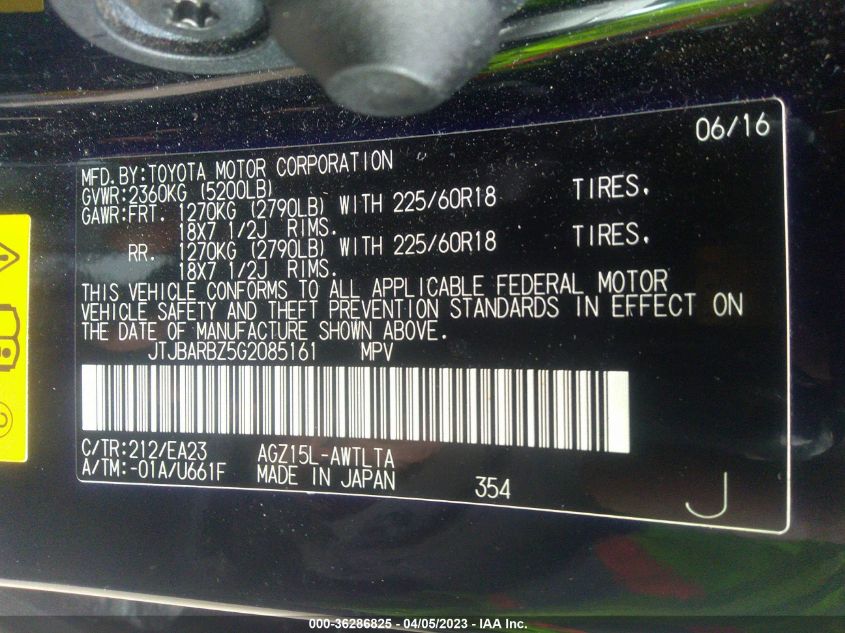 06/16
MFD.BY:TOYOTA MOTOR CORPORATION
GVWR:2360KG (5200LB)
GAWR:FRT. 1270KG (2790LB) WITH 225/60R18 TIRES.
18X7 1/2J RIMS.
RR. 1270KG (2790LB) WITH 225/60R18 TIRES.
18X7 1/2J RIMS.
THIS VEHICLE CONFORMS TO ALL APPLICABLE FEDERAL MOTOR
VEHICLE SAFETY AND THEFT PREVENTION STANDARDS IN EFFECT ON
THE DATE OF MANUFACTURE SHOWN ABOVE.
JTJBARBZ5G2085161 MPV
C/TR:212/EA23 AGZ15L-AWTLTA
A/TM:-01A/U661F MADE IN JAPAN 354
J
000-36286825 - 04/05/2023 - IAA Inc.